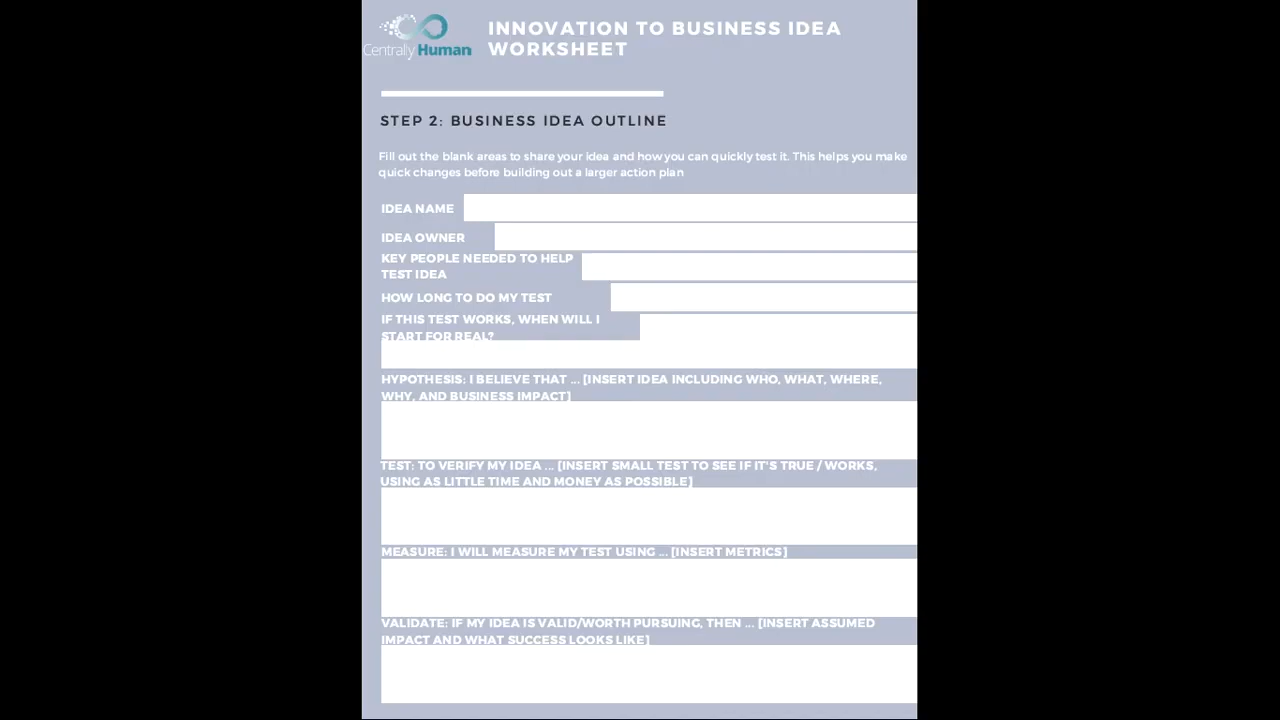 Centrally Human
INNOVATION TO BUSINESS IDEA
WORKSHEET
STEP 2: BUSINESS IDEA OUTLINE
Fill out the blank areas to share your idea and how you can quickly test it. This helps you make
quick changes before building out a larger action plan
IDEA NAME
IDEA OWNER
KEY PEOPLE NEEDED TO HELP
TEST IDEA
HOW LONG TO DO MY TEST
IF THIS TEST WORKS, WHEN WILL I
START FOR REAL?
HYPOTHESIS: I BELIEVE THAT ... [INSERT IDEA INCLUDING WHO, WHAT, WHERE,
WHY, AND BUSINESS IMPACT]
TEST: TO VERIFY MY IDEA ... [INSERT SMALL TEST TO SEE IF IT'S TRUE / WORKS,
USING AS LITTLE TIME AND MONEY AS POSSIBLE]
MEASURE: I WILL MEASURE MY TEST USING ... [INSERT METRICS]
VALIDATE: IF MY IDEA IS VALID/WORTH PURSUING, THEN ... [INSERT ASSUMED
IMPACT AND WHAT SUCCESS LOOKS LIKE]